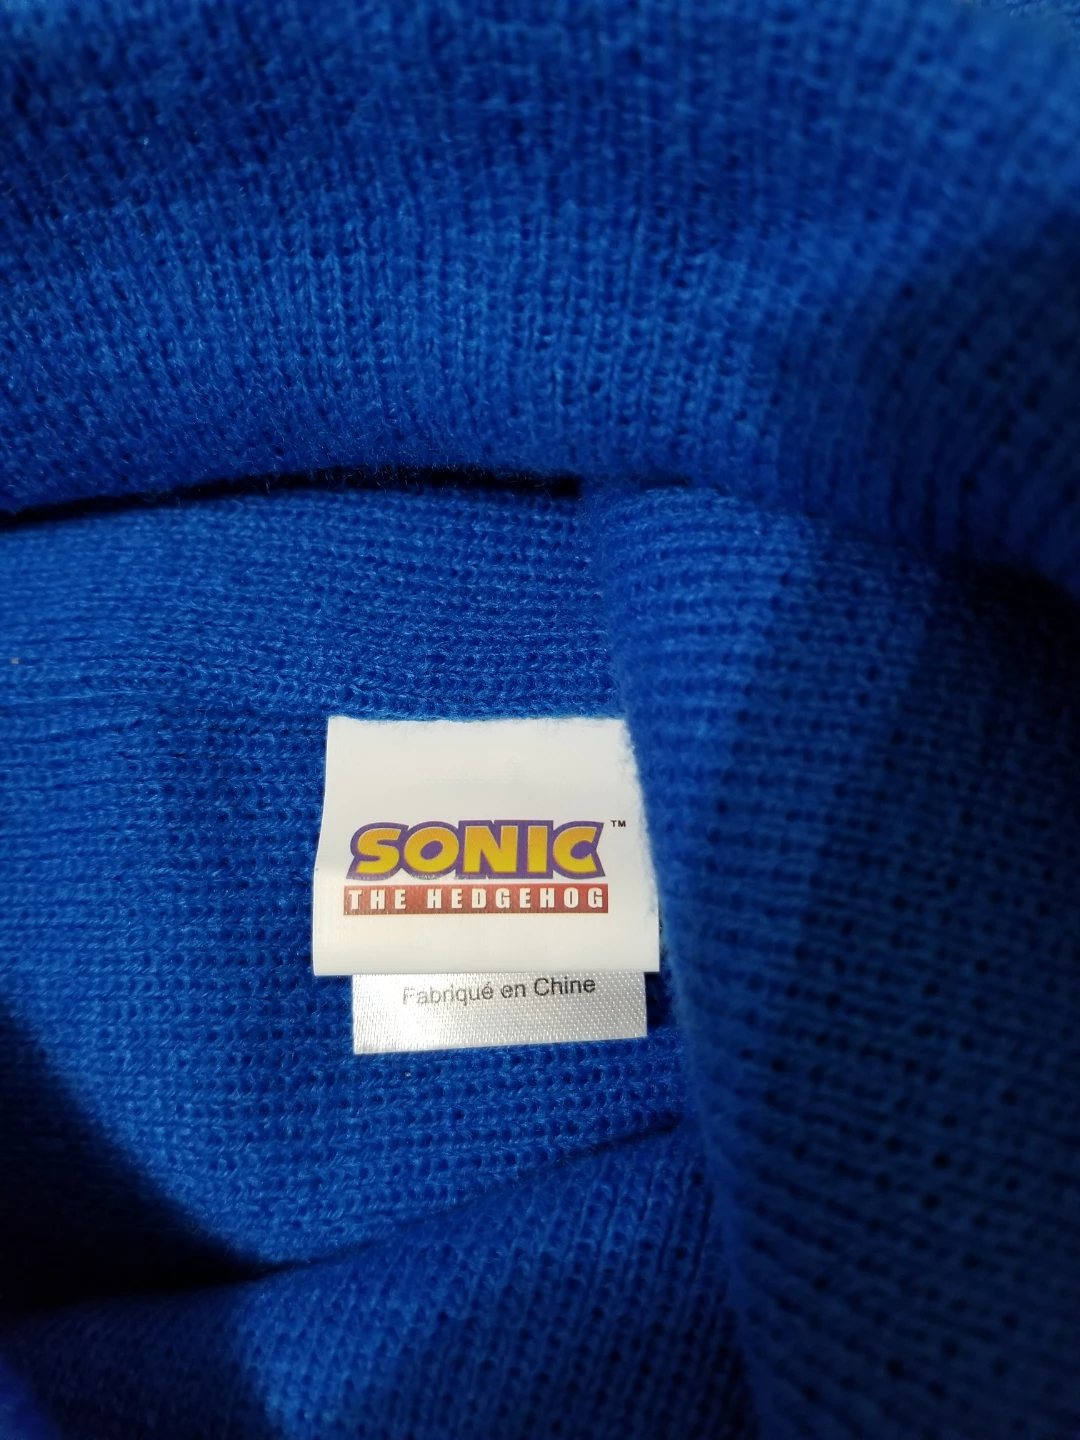 SONIC™
THE HEDGEHOG
Fabriqué en Chine